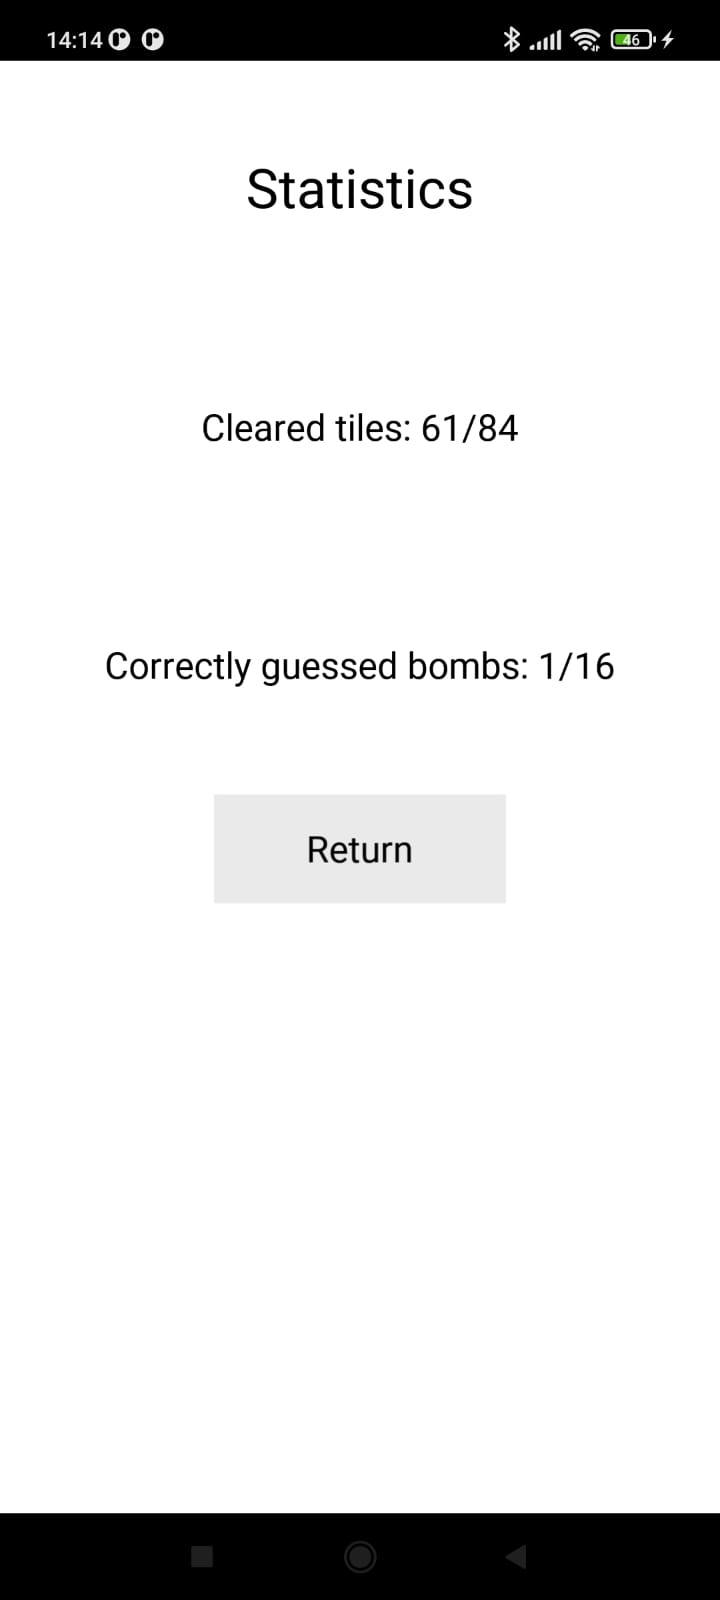 14:14
46
Statistics
Cleared tiles: 61/84
Correctly guessed bombs: 1/16
Return